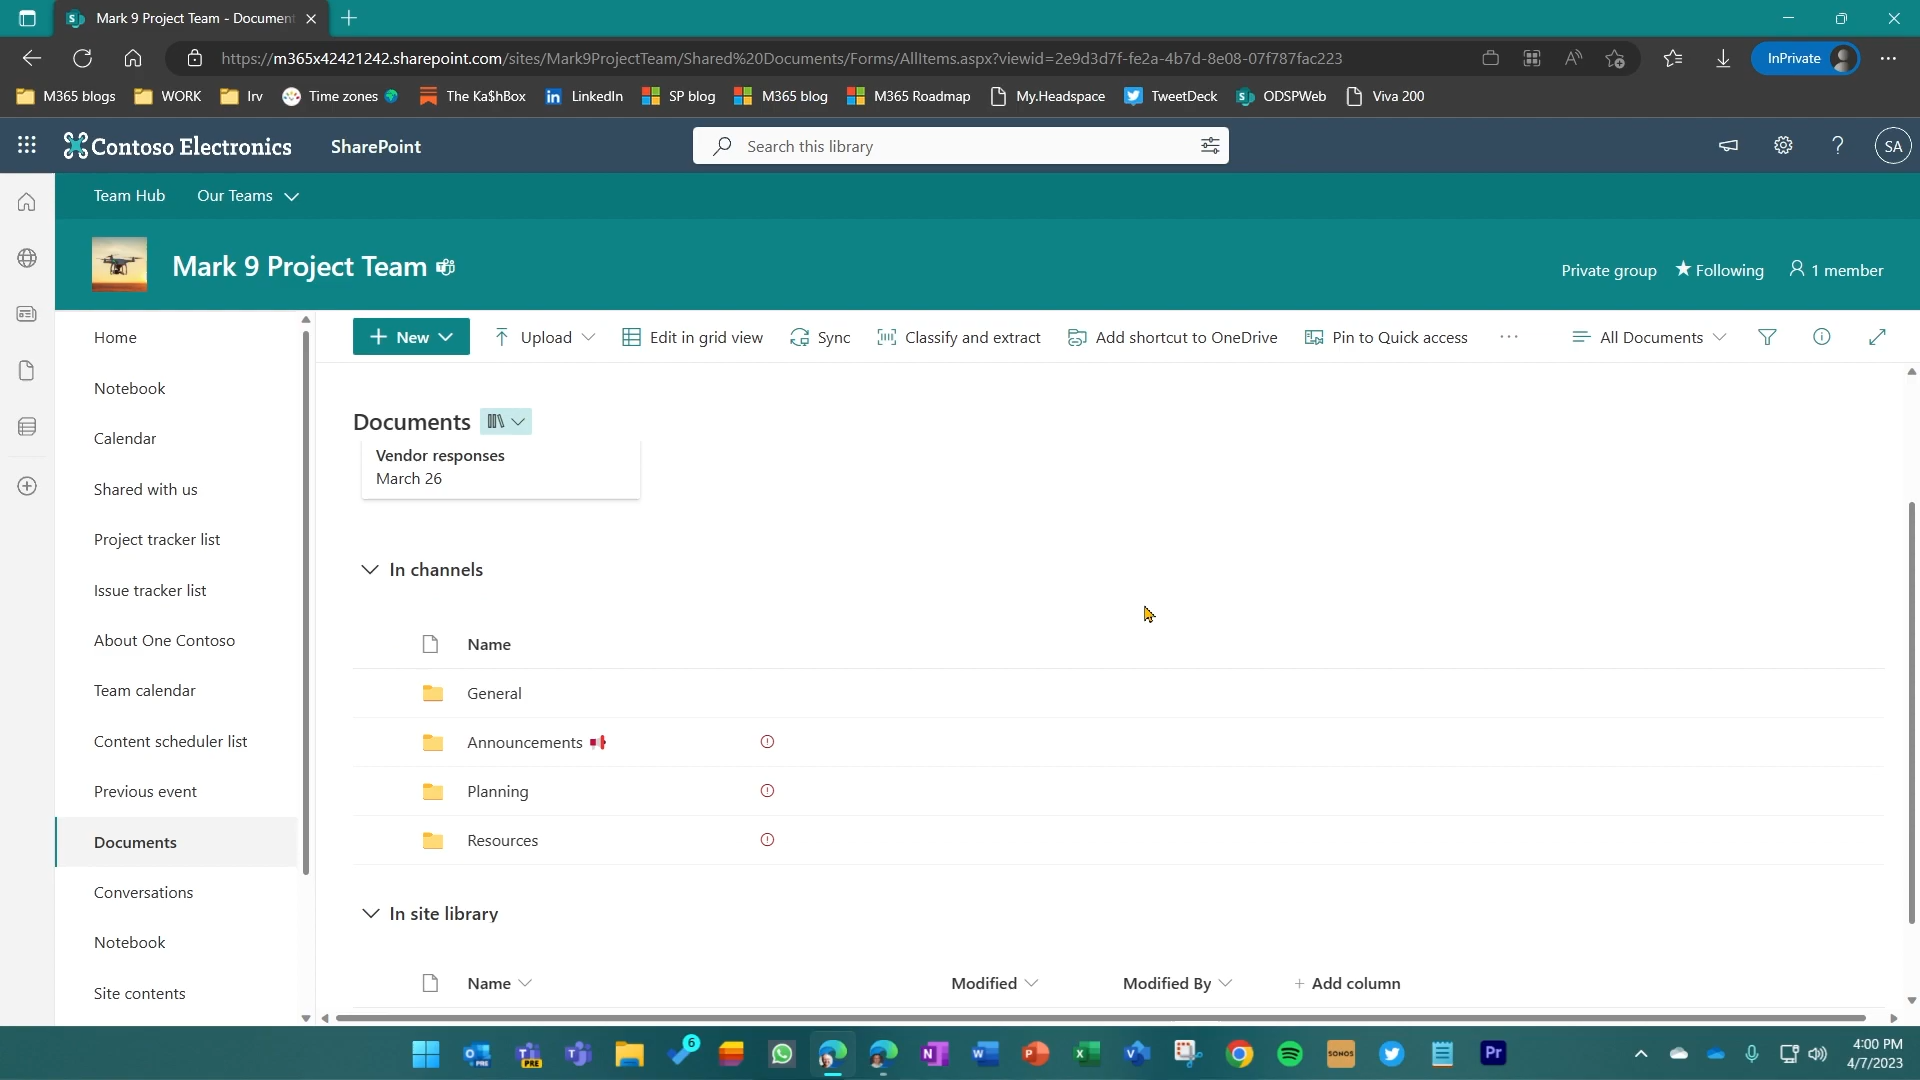 Mark 9 Project Team - Document
https://m365x42421242.sharepoint.com/sites/Mark9ProjectTeam/Shared%20Documents/Forms/AllItems.aspx?viewid=2e9d3d7f-fe2a-4b7d-8e08-07f787fac223
InPrivate
M365 blogs
WORK
Irv
Time zones
The Ka$hBox
LinkedIn
SP blog
M365 blog
M365 Roadmap
My.Headspace
TweetDeck
ODSPWeb
Viva 200
Contoso Electronics
SharePoint
Search this library
SA
Team Hub
Our Teams
Mark 9 Project Team
Private group
Following
1 member
Home
Notebook
Calendar
Shared with us
Project tracker list
Issue tracker list
About One Contoso
Team calendar
Content scheduler list
Previous event
Documents
Conversations
Notebook
Site contents
New
Upload
Edit in grid view
Sync
Classify and extract
Add shortcut to OneDrive
Pin to Quick access
All Documents
Documents
Vendor responses
March 26
In channels
Name
General
Announcements
Planning
Resources
In site library
Name
Modified
Modified By
+ Add column
PRE
PRE
6
N
W
P
X
V
SONOS
Pr
4:00 PM
4/7/2023